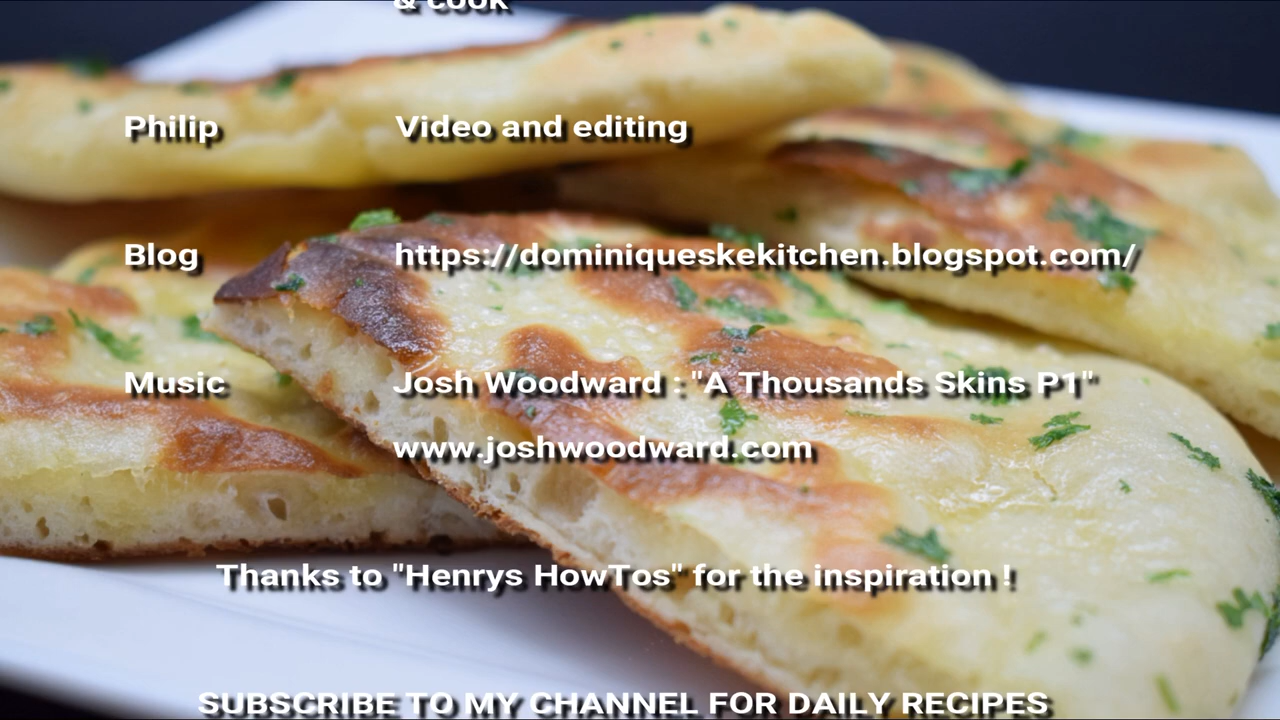 & cook
Philip Video and editing
Blog https://dominiqueskekitchen.blogspot.com/
Music Josh Woodward : "A Thousands Skins P1"
www.joshwoodward.com
Thanks to "Henrys HowTos" for the inspiration !
SUBSCRIBE TO MY CHANNEL FOR DAILY RECIPES